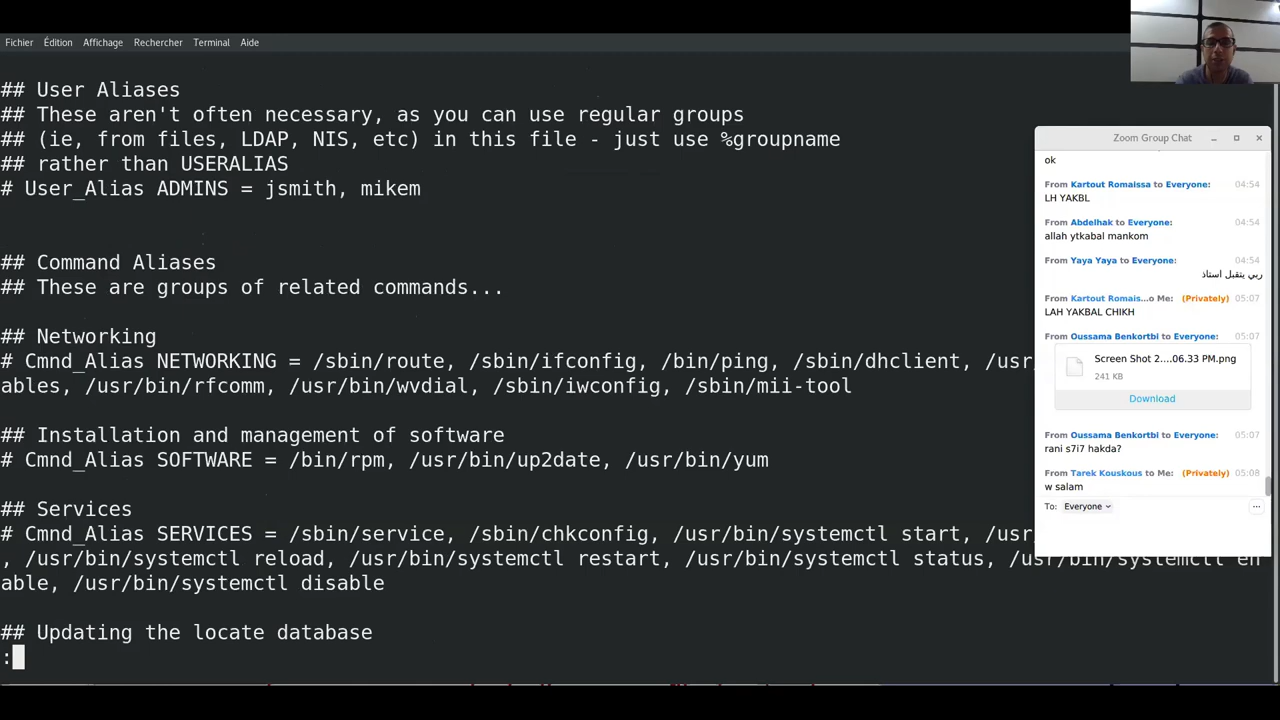 Fichier Édition Affichage Rechercher Terminal Aide
## User Aliases
## These aren't often necessary, as you can use regular groups
## (ie, from files, LDAP, NIS, etc) in this file - just use %groupname
## rather than USERALIAS
# User_Alias ADMINS = jsmith, mikem
## Command Aliases
## These are groups of related commands...
## Networking
# Cmnd_Alias NETWORKING = /sbin/route, /sbin/ifconfig, /bin/ping, /sbin/dhclient, /us
ables, /usr/bin/rfcomm, /usr/bin/wvdial, /sbin/iwconfig, /sbin/mii-tool
## Installation and management of software
# Cmnd_Alias SOFTWARE = /bin/rpm, /usr/bin/up2date, /usr/bin/yum
## Services
# Cmnd_Alias SERVICES = /sbin/service, /sbin/chkconfig, /usr/bin/systemctl start, /us
, /usr/bin/systemctl reload, /usr/bin/systemctl restart, /usr/bin/systemctl status, /usr/bin/systemctl en
able, /usr/bin/systemctl disable
## Updating the locate database
:
Zoom Group Chat
ok
From Kartout Romaissa to Everyone: 04:54
LH YAKBL
From Abdelhak to Everyone: 04:54
allah ytkabal mankom
From Yaya Yaya to Everyone: 04:54
ربي يتقبل استاذ
From Kartout Romais...o Me: (Privately) 05:07
LAH YAKBAL CHIKH
From Oussama Benkortbi to Everyone: 05:07
Screen Shot 2....06.33 PM.png
241 KB
Download
From Oussama Benkortbi to Everyone: 05:07
rani s7i7 hakda?
From Tarek Kouskous to Me: (Privately) 05:08
w salam
To: Everyone